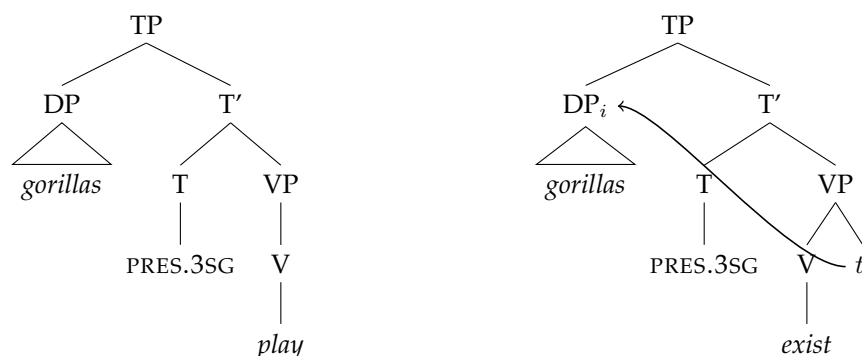 TP TP
DP T′ DPi T′
gorillas T VP gorillas T VP
PRES.3SG V PRES.3SG V t
play exist